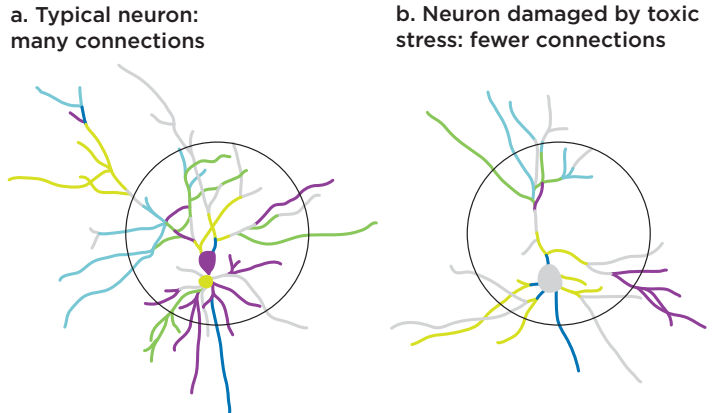 a. Typical neuron:
many connections
b. Neuron damaged by toxic
stress: fewer connections